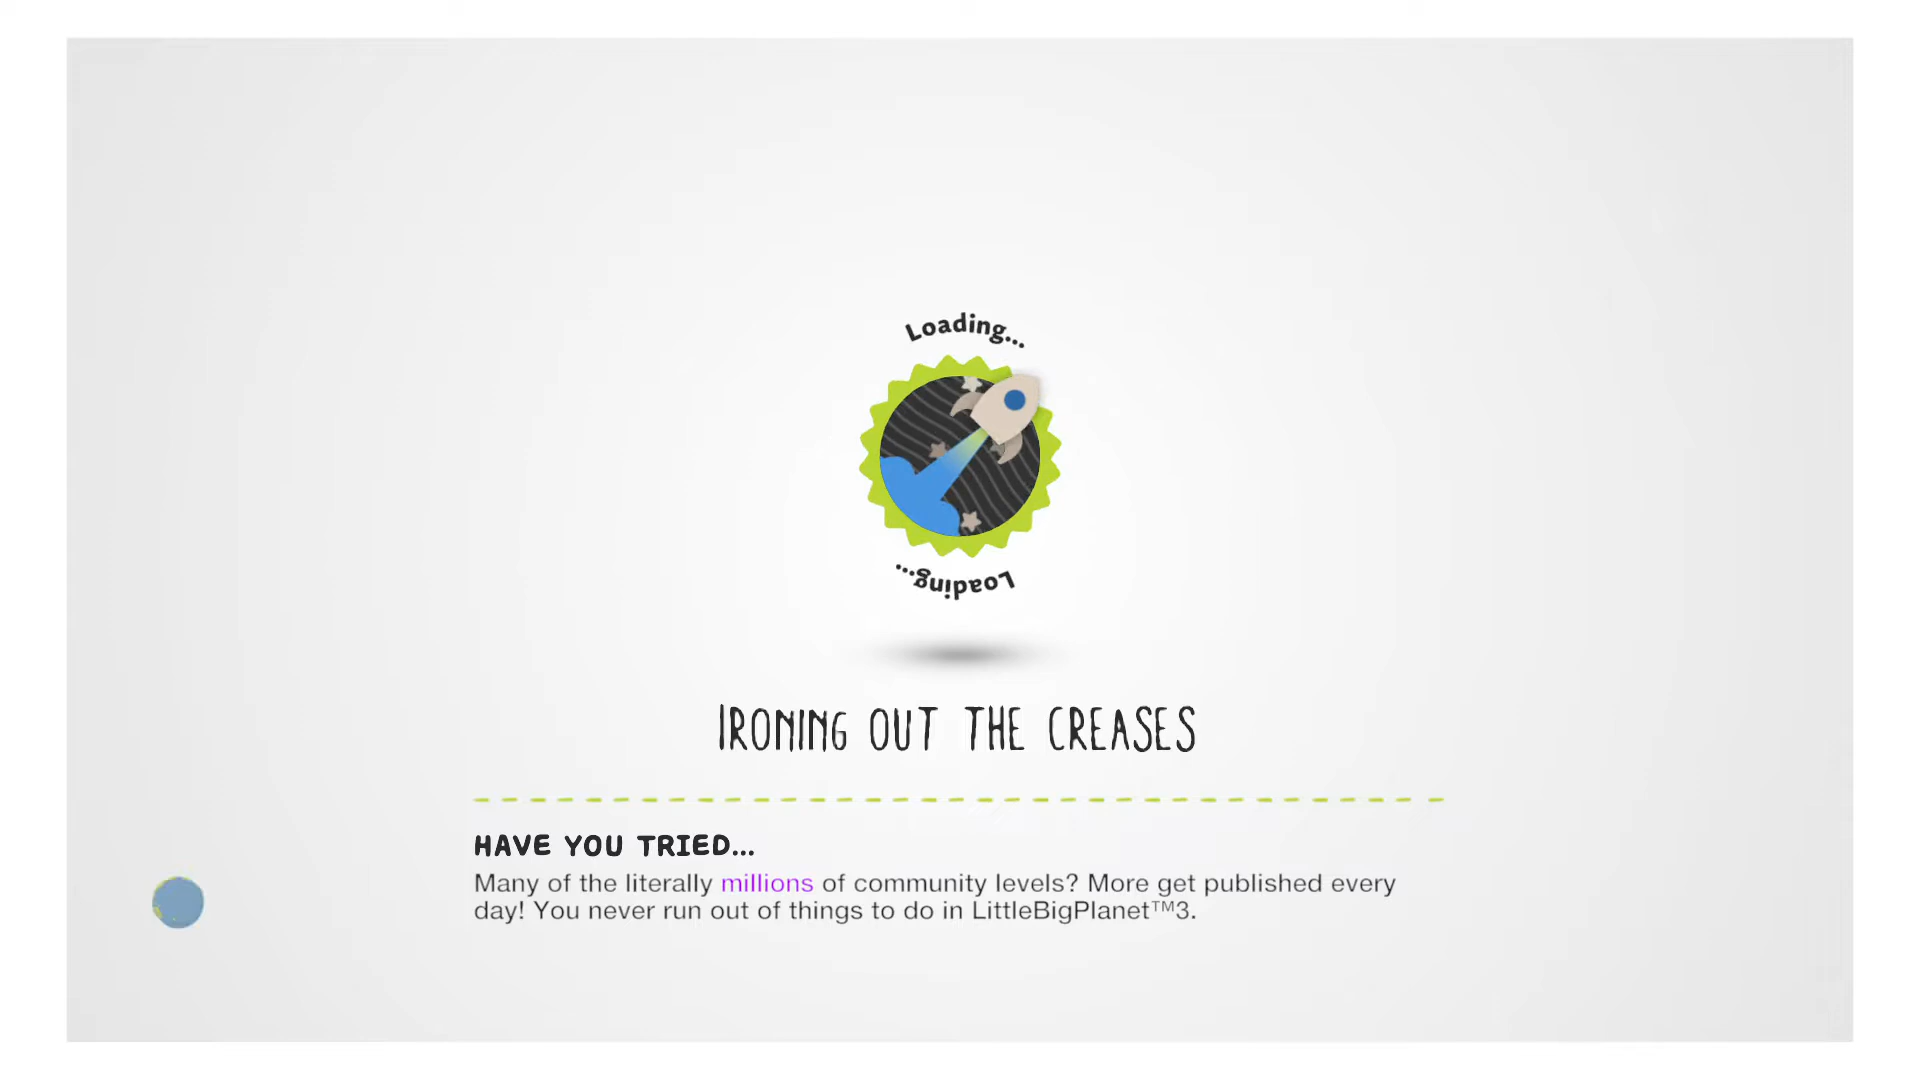 Loading...
Loading...
IRONING OUT THE CREASES
HAVE YOU TRIED...
Many of the literally millions of community levels? More get published every
day! You never run out of things to do in LittleBigPlanet™3.